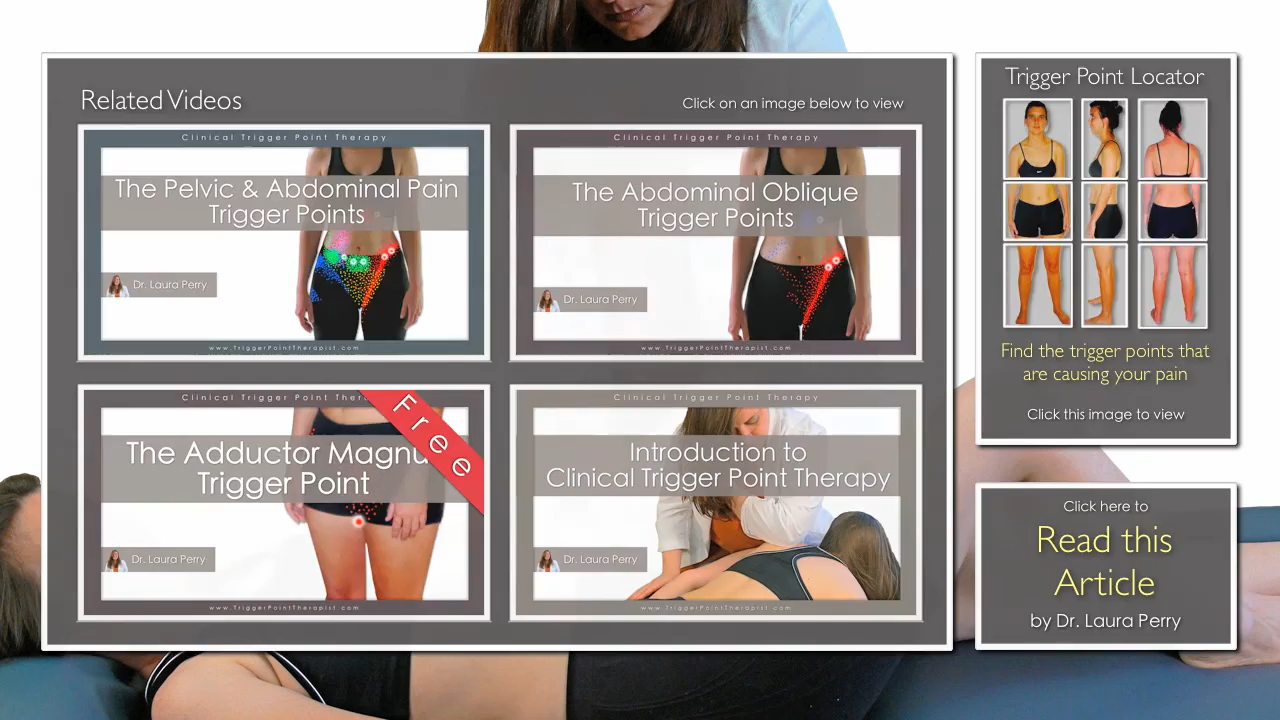 Related Videos
Click on an image below to view
Clinical Trigger Point Therapy
The Pelvic & Abdominal Pain
Trigger Points
Dr. Laura Perry
www.TriggerPointTherapist.com
Clinical Trigger Point Therapy
The Abdominal Oblique
Trigger Points
Dr. Laura Perry
www.TriggerPointTherapist.com
Clinical Trigger Point Ther
Free
The Adductor Magnu
Trigger Point
Dr. Laura Perry
www.TriggerPointTherapist.com
Clinical Trigger Point Therapy
Introduction to
Clinical Trigger Point Therapy
Dr. Laura Perry
www.TriggerPointTherapist.com
Trigger Point Locator
Find the trigger points that
are causing your pain
Click this image to view
Click here to
Read this
Article
by Dr. Laura Perry